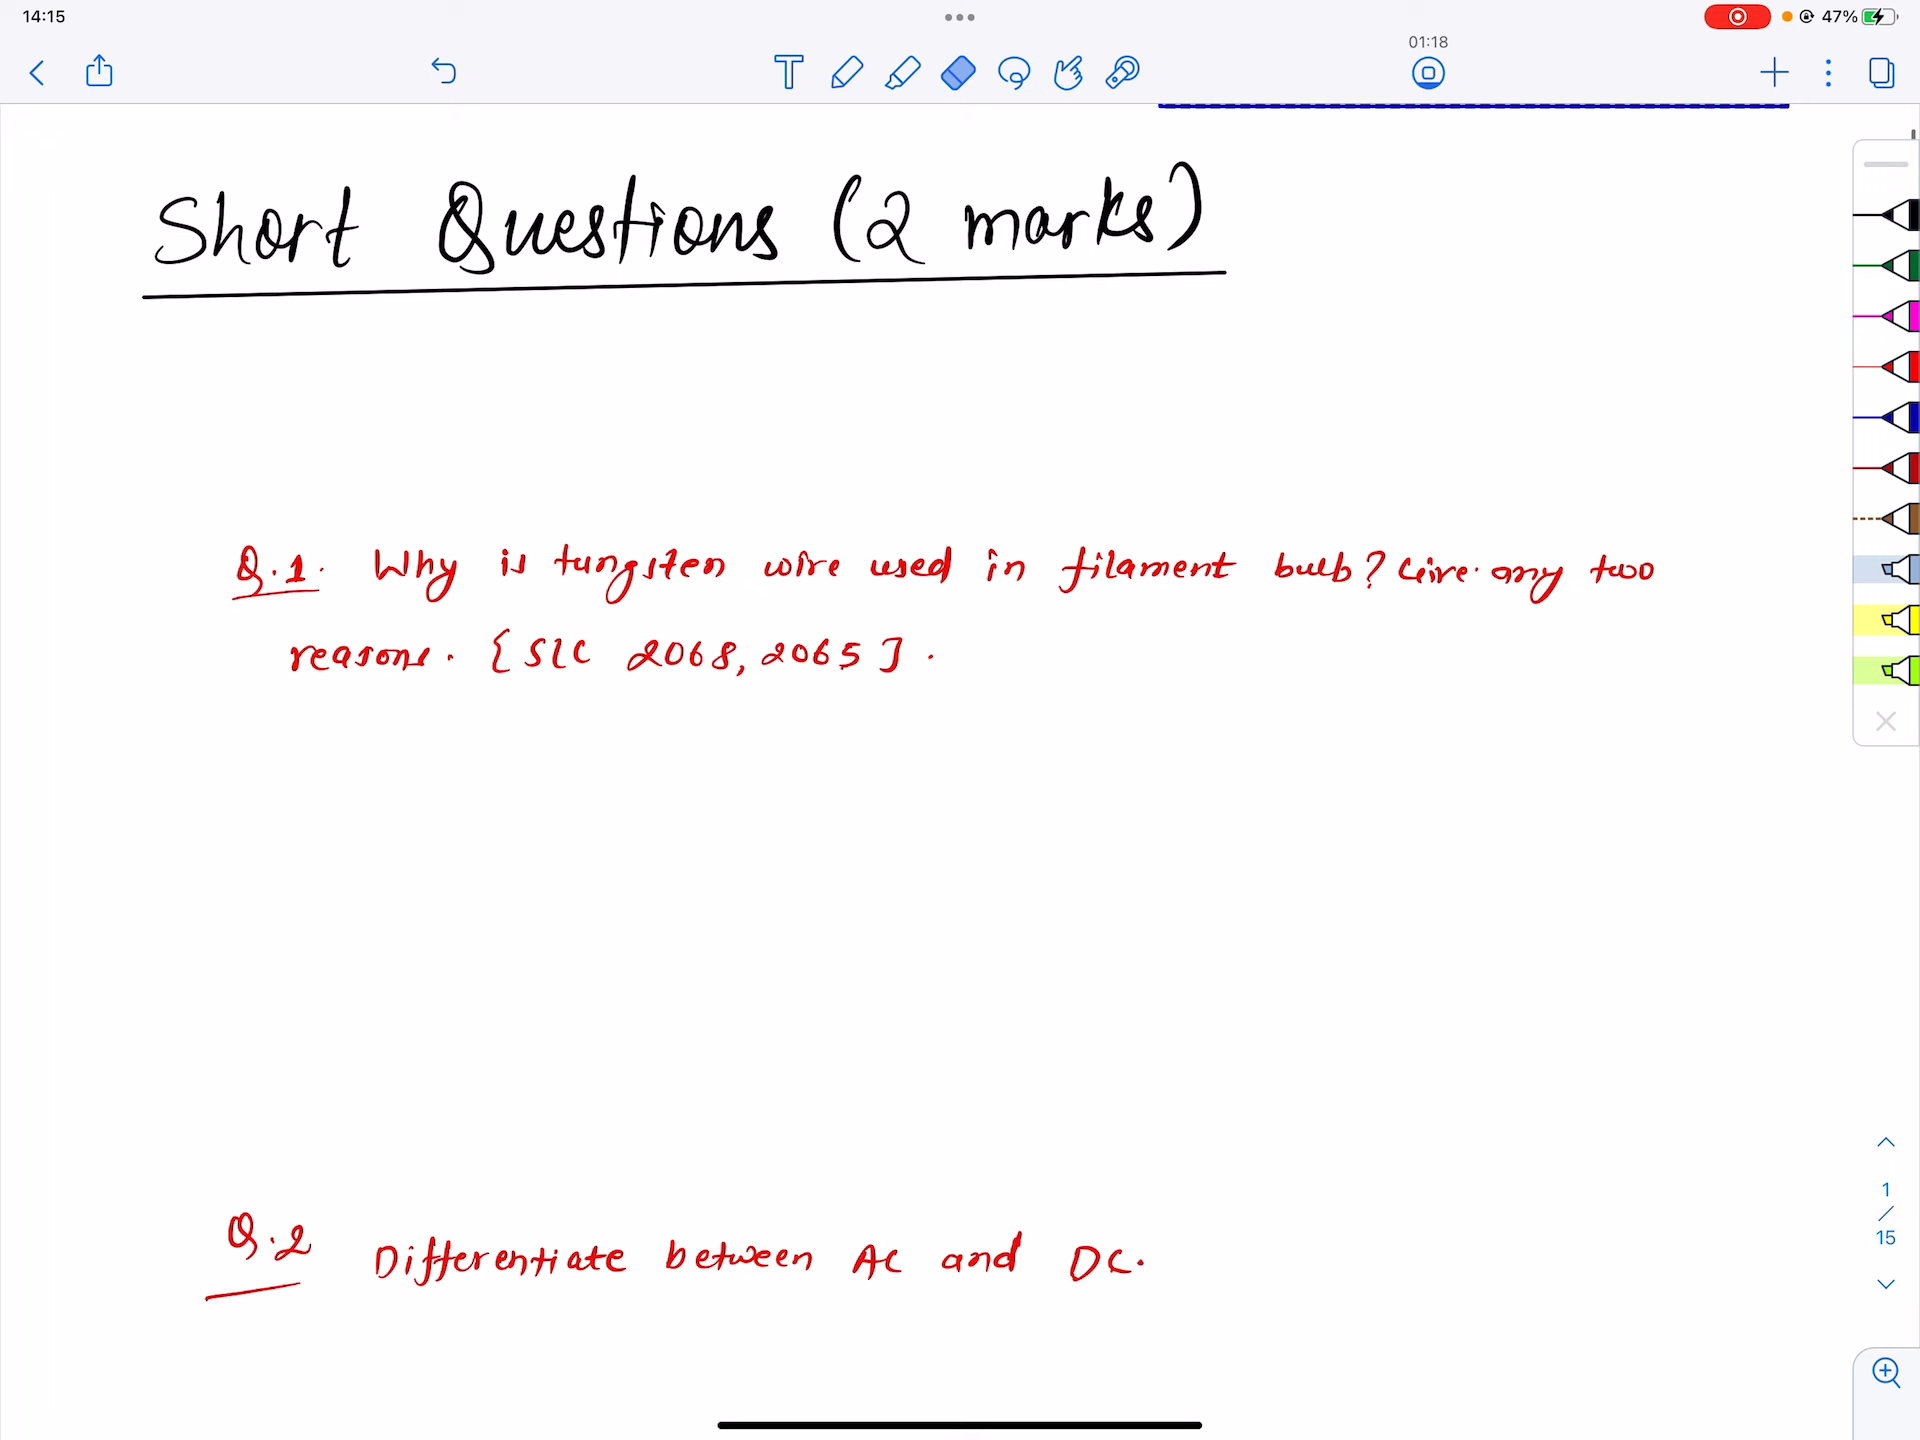 14:15
47%
01:18
Short Questions (2 marks)
Q.1. Why is tungsten wire used in filament bulb? Give any two
reasons. [SLC 2068, 2065].
Q.2 Differentiate between AC and DC.
1
/
15